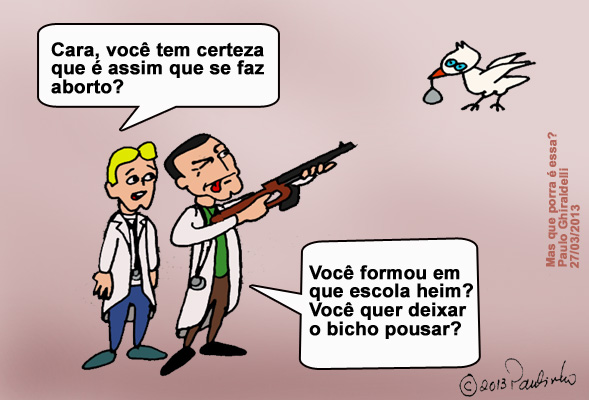 Cara, você tem certeza
que é assim que se faz
aborto?
Você formou em
que escola heim?
Você quer deixar
o bicho pousar?
Mas que porra é essa?
Paulo Ghiraldelli
27/03/2013
©2013 Paulinho